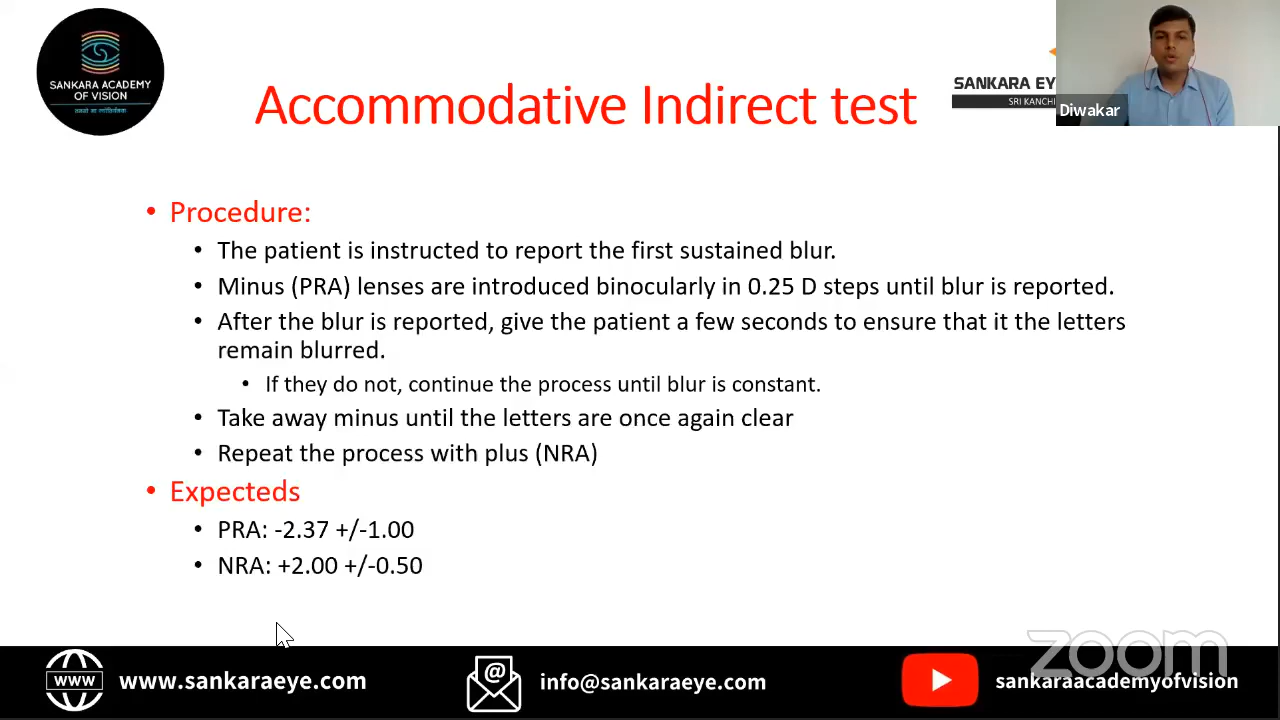 SANKARA ACADEMY
OF VISION
Accommodative Indirect test
SANKARA EYE
SRI KANCHI
Diwakar
• Procedure:
• The patient is instructed to report the first sustained blur.
• Minus (PRA) lenses are introduced binocularly in 0.25 D steps until blur is reported.
• After the blur is reported, give the patient a few seconds to ensure that it the letters
remain blurred.
• If they do not, continue the process until blur is constant.
• Take away minus until the letters are once again clear
• Repeat the process with plus (NRA)
• Expecteds
• PRA: -2.37 +/-1.00
• NRA: +2.00 +/-0.50
zoom
WWW
www.sankaraeye.com
@
info@sankaraeye.com
sankaraacademyofvision